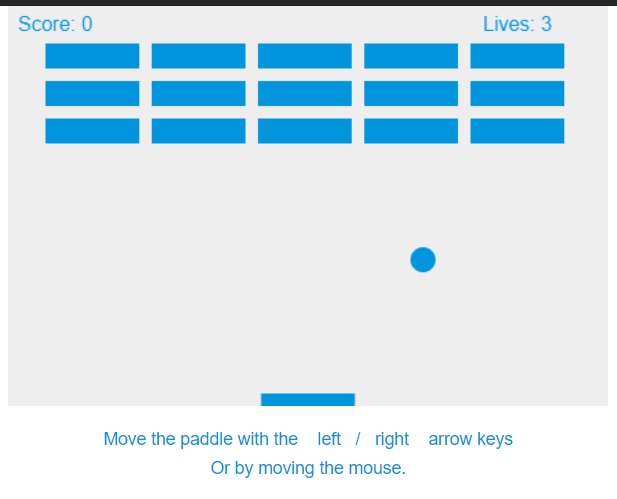 Score: 0 Lives: 3
Move the paddle with the left / right arrow keys
Or by moving the mouse.